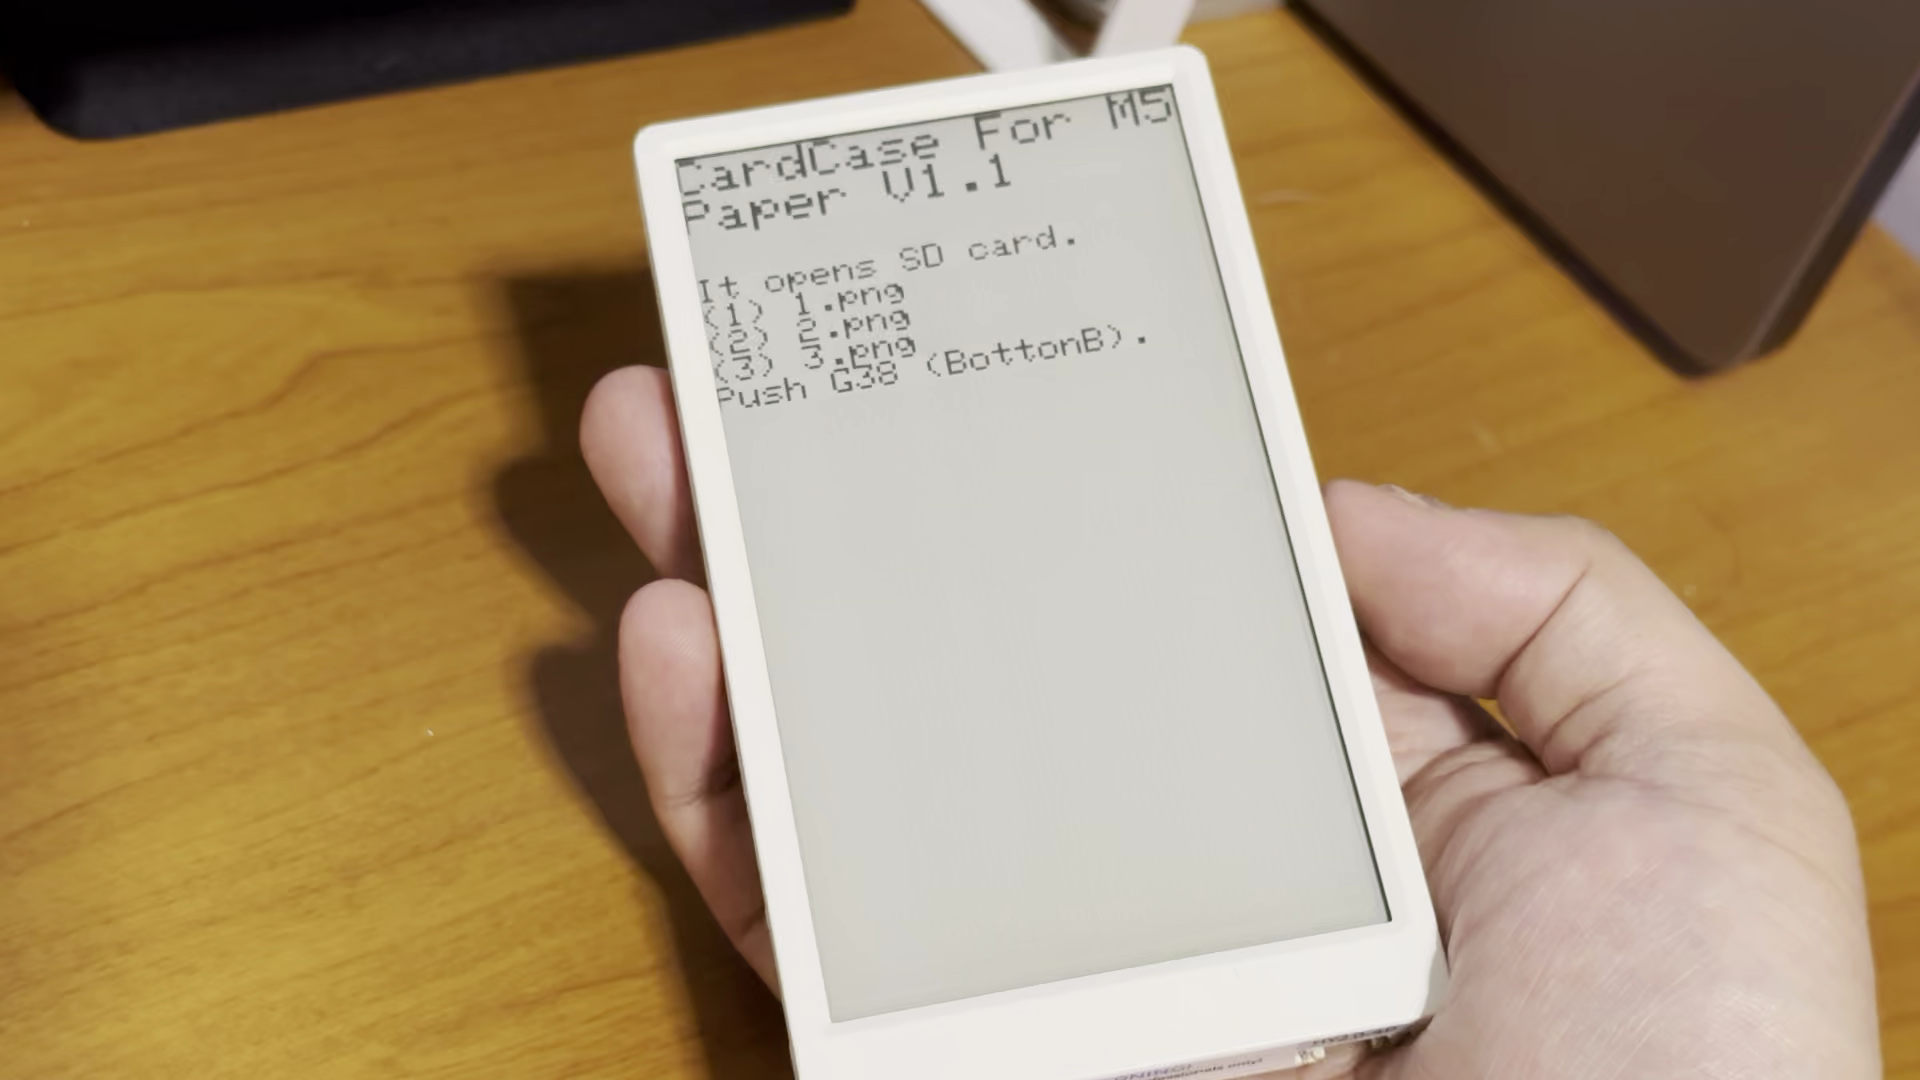 CardCase For M5
Paper V1.1
It opens SD card.
(1) 1.png
(2) 2.png
(3) 3.png
Push G38 (BottonB).